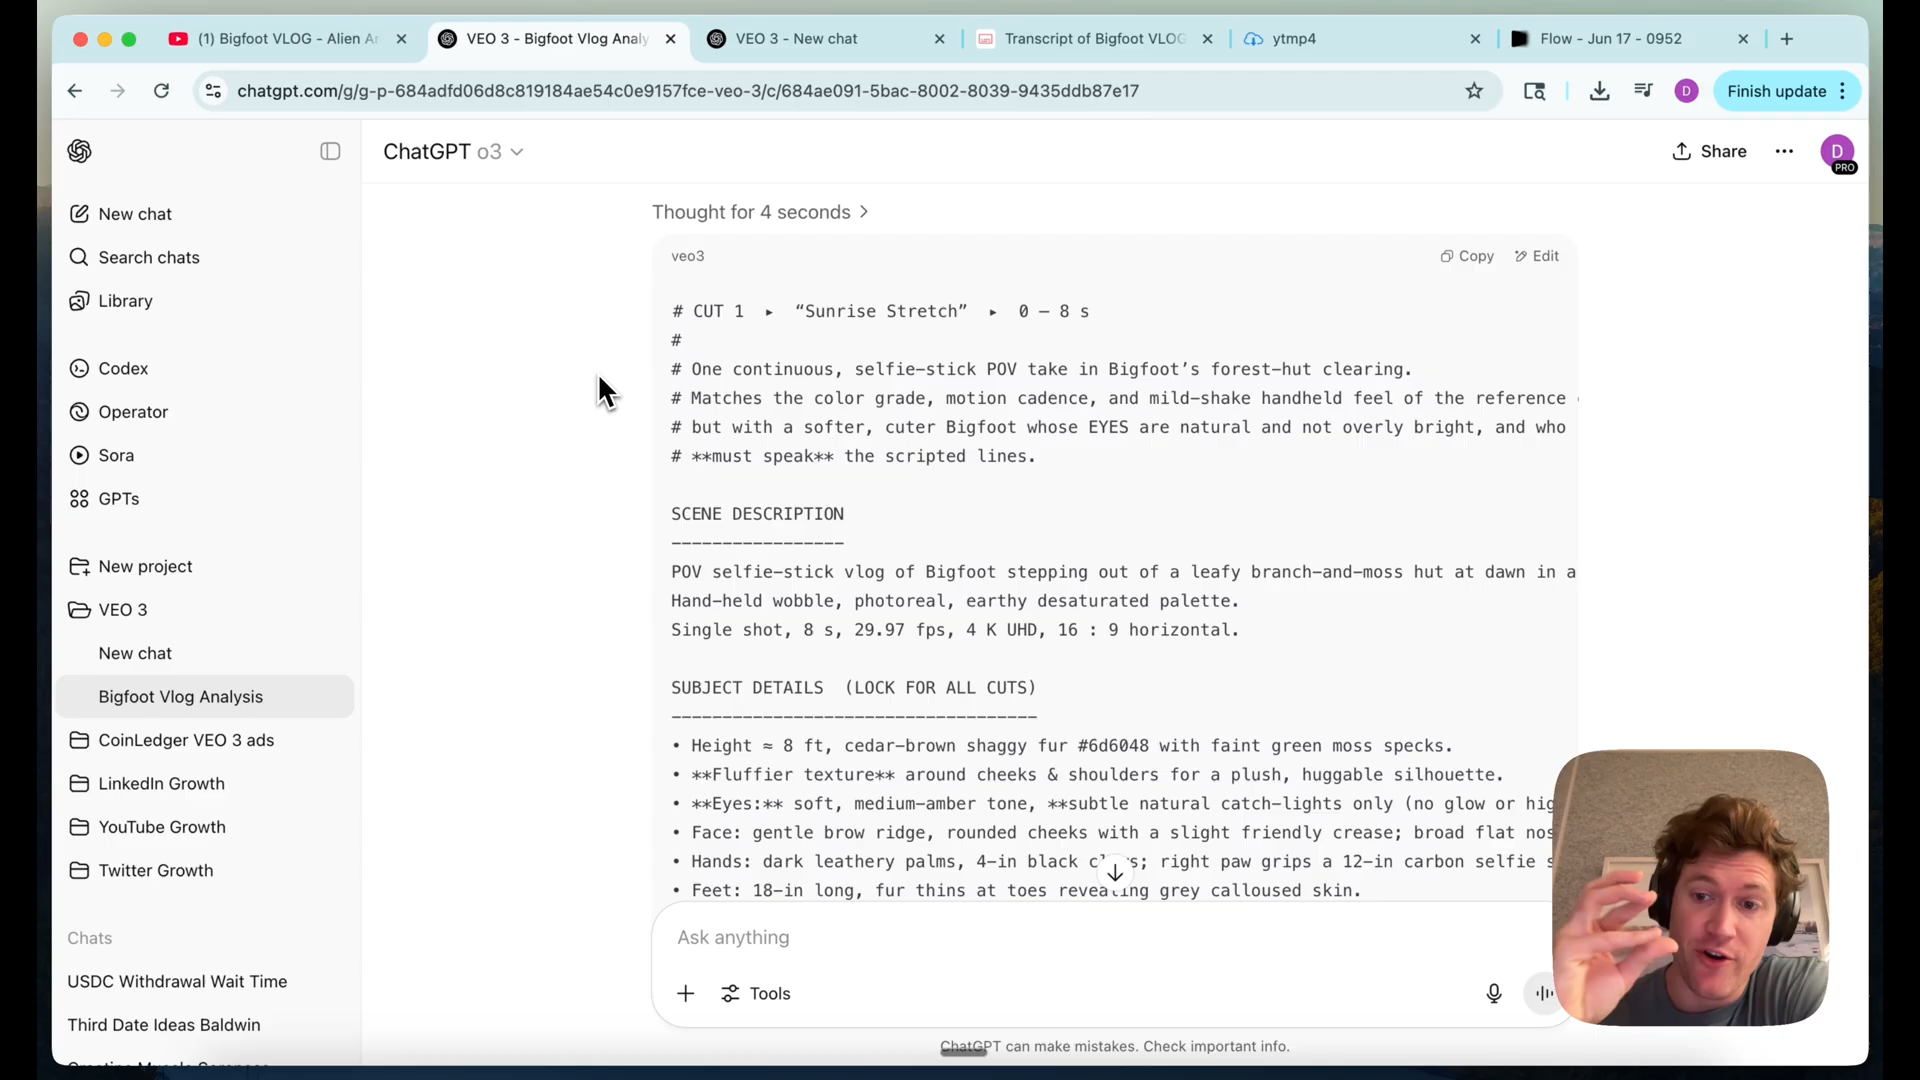 (1) Bigfoot VLOG - Alien A
VEO 3 - Bigfoot Vlog Analy
VEO 3 - New chat
Transcript of Bigfoot VLOG
ytmp4
Flow - Jun 17 - 0952
chatgpt.com/g/g-p-684adfd06d8c819184ae54c0e9157fce-veo-3/c/684ae091-5bac-8002-8039-9435ddb87e17
D
Finish update
ChatGPT o3
Share
D
PRO
New chat
Search chats
Library
Codex
Operator
Sora
GPTs
New project
VEO 3
New chat
Bigfoot Vlog Analysis
CoinLedger VEO 3 ads
LinkedIn Growth
YouTube Growth
Twitter Growth
Chats
USDC Withdrawal Wait Time
Third Date Ideas Baldwin
Thought for 4 seconds
veo3
Copy
Edit
# CUT 1 ▸ “Sunrise Stretch” ▸ 0 – 8 s
#
# One continuous, selfie-stick POV take in Bigfoot’s forest-hut clearing.
# Matches the color grade, motion cadence, and mild-shake handheld feel of the reference
# but with a softer, cuter Bigfoot whose EYES are natural and not overly bright, and who
# **must speak** the scripted lines.
SCENE DESCRIPTION
-----------------
POV selfie-stick vlog of Bigfoot stepping out of a leafy branch-and-moss hut at dawn in a
Hand-held wobble, photoreal, earthy desaturated palette.
Single shot, 8 s, 29.97 fps, 4 K UHD, 16 : 9 horizontal.
SUBJECT DETAILS (LOCK FOR ALL CUTS)
------------------------------------
• Height ≈ 8 ft, cedar-brown shaggy fur #6d6048 with faint green moss specks.
• **Fluffier texture** around cheeks & shoulders for a plush, huggable silhouette.
• **Eyes:** soft, medium-amber tone, **subtle natural catch-lights only (no glow or hig
• Face: gentle brow ridge, rounded cheeks with a slight friendly crease; broad flat nos
• Hands: dark leathery palms, 4-in black c s; right paw grips a 12-in carbon selfie s
• Feet: 18-in long, fur thins at toes revealing grey calloused skin.
Ask anything
Tools
ChatGPT can make mistakes. Check important info.